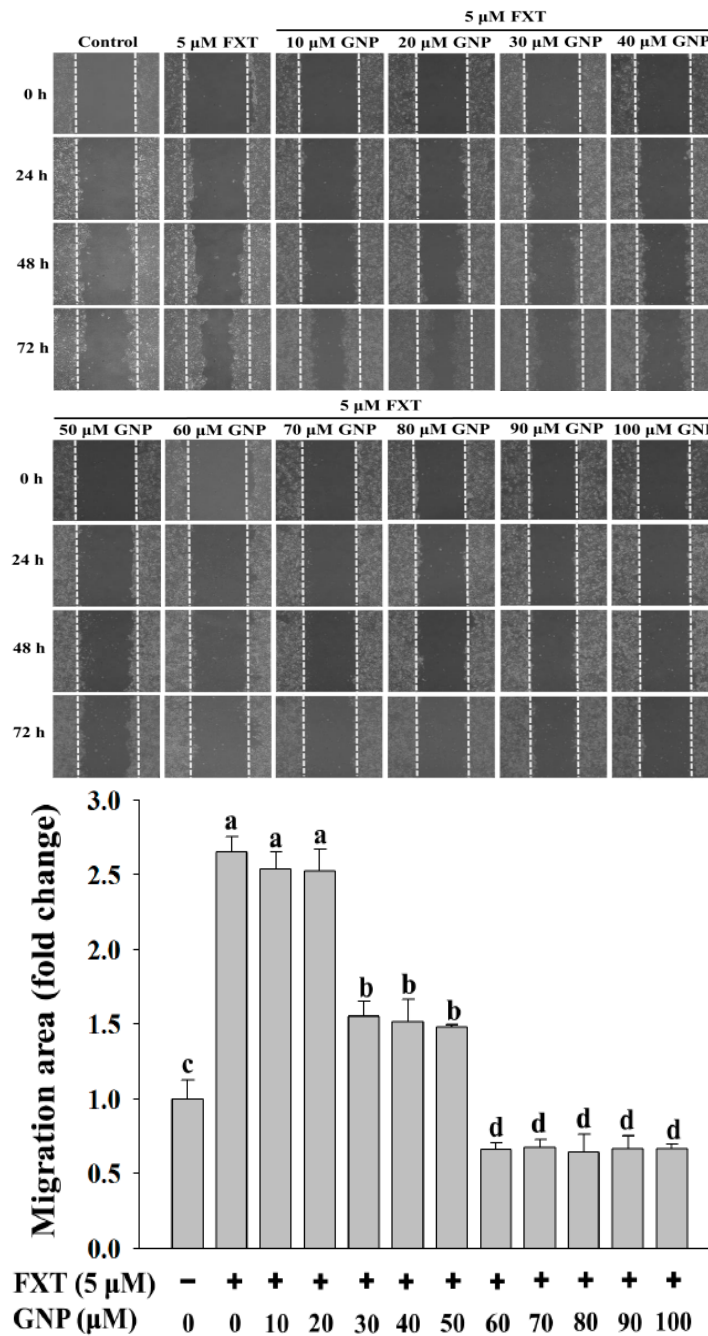 5 µM FXT
Control 5 µM FXT 10 µM GNP 20 µM GNP 30 µM GNP 40 µM GNP
0 h
24 h
48 h
72 h
5 µM FXT
50 µM GNP 60 µM GNP 70 µM GNP 80 µM GNP 90 µM GNP 100 µM GNP
0 h
24 h
48 h
72 h
Migration area (fold change)
3.0
2.5
2.0
1.5
1.0
0.5
0.0
c a a a b b b d d d d d
FXT (5 µM) − + + + + + + + + + + +
GNP (µM) 0 0 10 20 30 40 50 60 70 80 90 100